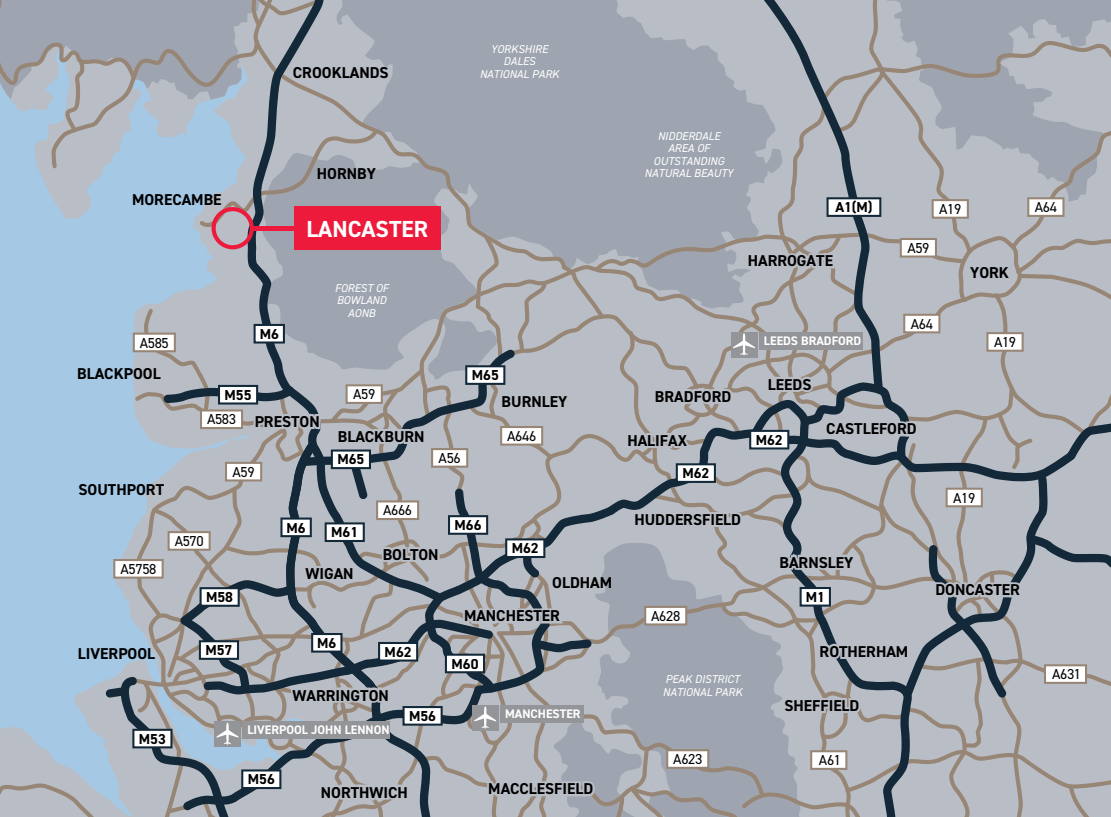 YORKSHIRE
DALES
NATIONAL PARK
CROOKLANDS
NIDDERDALE
AREA OF
OUTSTANDING
NATURAL BEAUTY
HORNBY
MORECAMBE
LANCASTER
A1(M)
A19
A64
A59
HARROGATE
YORK
FOREST OF
BOWLAND
AONB
M6
A585
A64
A19
LEEDS BRADFORD
BLACKPOOL
M65
LEEDS
M55
A59
BURNLEY
BRADFORD
A583
PRESTON
BLACKBURN
A646
HALIFAX
M62
CASTLEFORD
M65
A56
A59
M62
SOUTHPORT
A19
A666
HUDDERSFIELD
M6
M61
M66
A570
M62
BOLTON
A5758
WIGAN
OLDHAM
BARNSLEY
DONCASTER
M58
M1
MANCHESTER
A628
M6
M57
M62
LIVERPOOL
ROTHERHAM
M60
A631
PEAK DISTRICT
NATIONAL PARK
WARRINGTON
SHEFFIELD
M56
MANCHESTER
LIVERPOOL JOHN LENNON
M53
A623
A61
M56
NORTHWICH
MACCLESFIELD